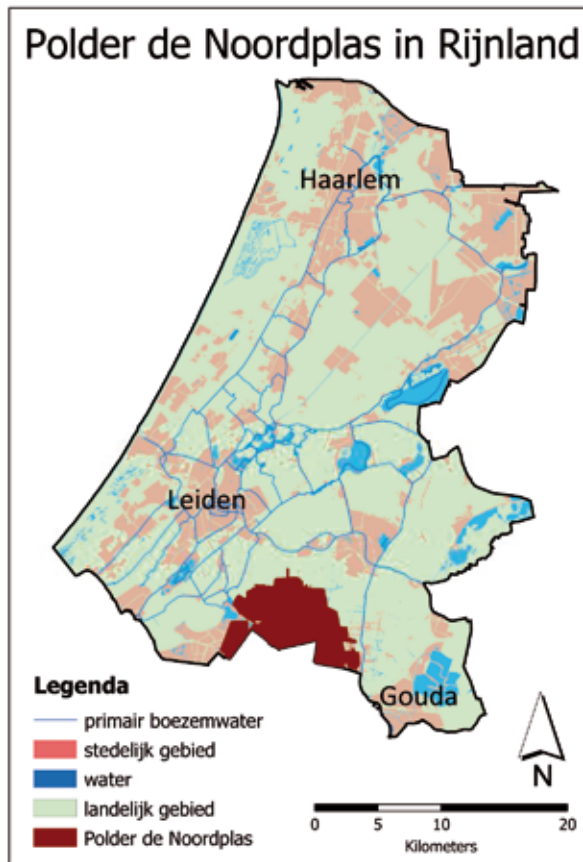 Polder de Noordplas in Rijnland
Haarlem
Leiden
Gouda
Legenda
primair boezemwater
stedelijk gebied
water
landelijk gebied
Polder de Noordplas
N
0 5 10 20
Kilometers